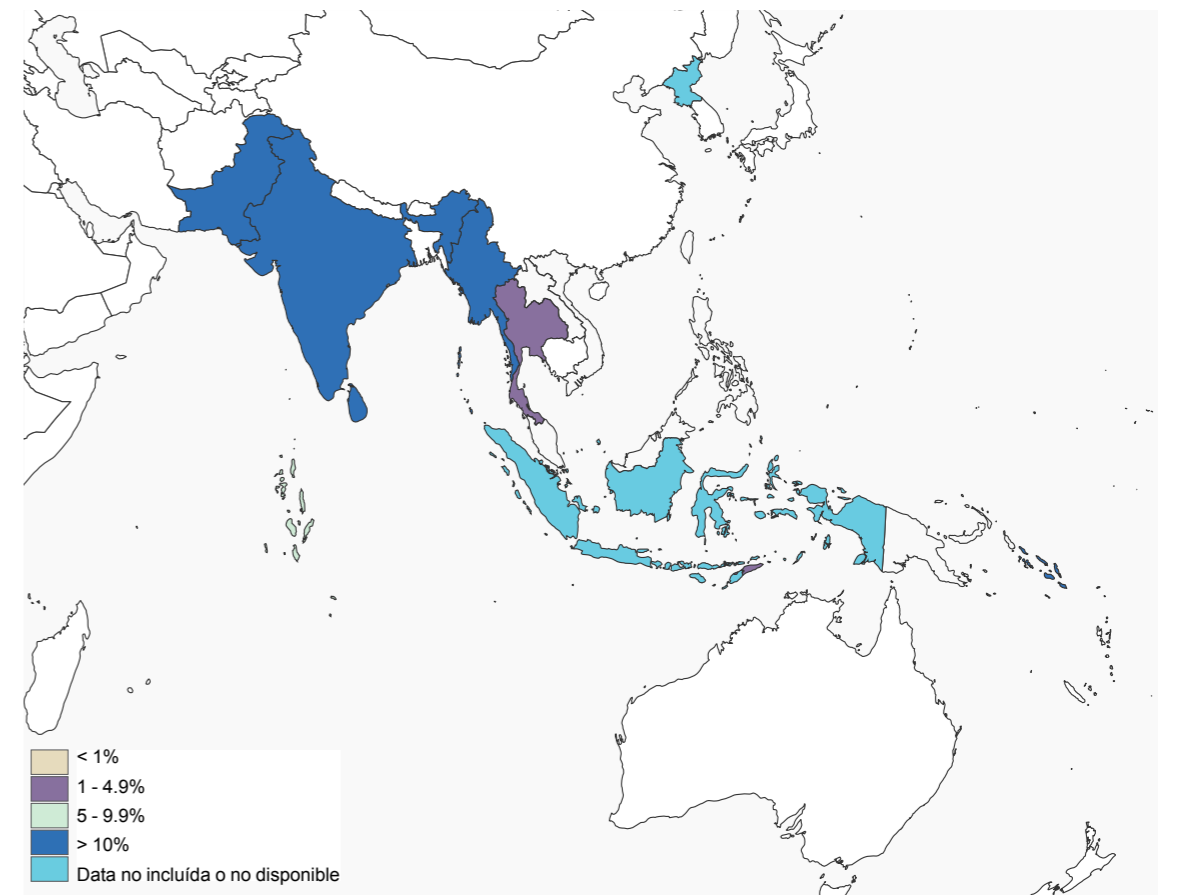 < 1%
1 - 4.9%
5 - 9.9%
> 10%
Data no incluída o no disponible